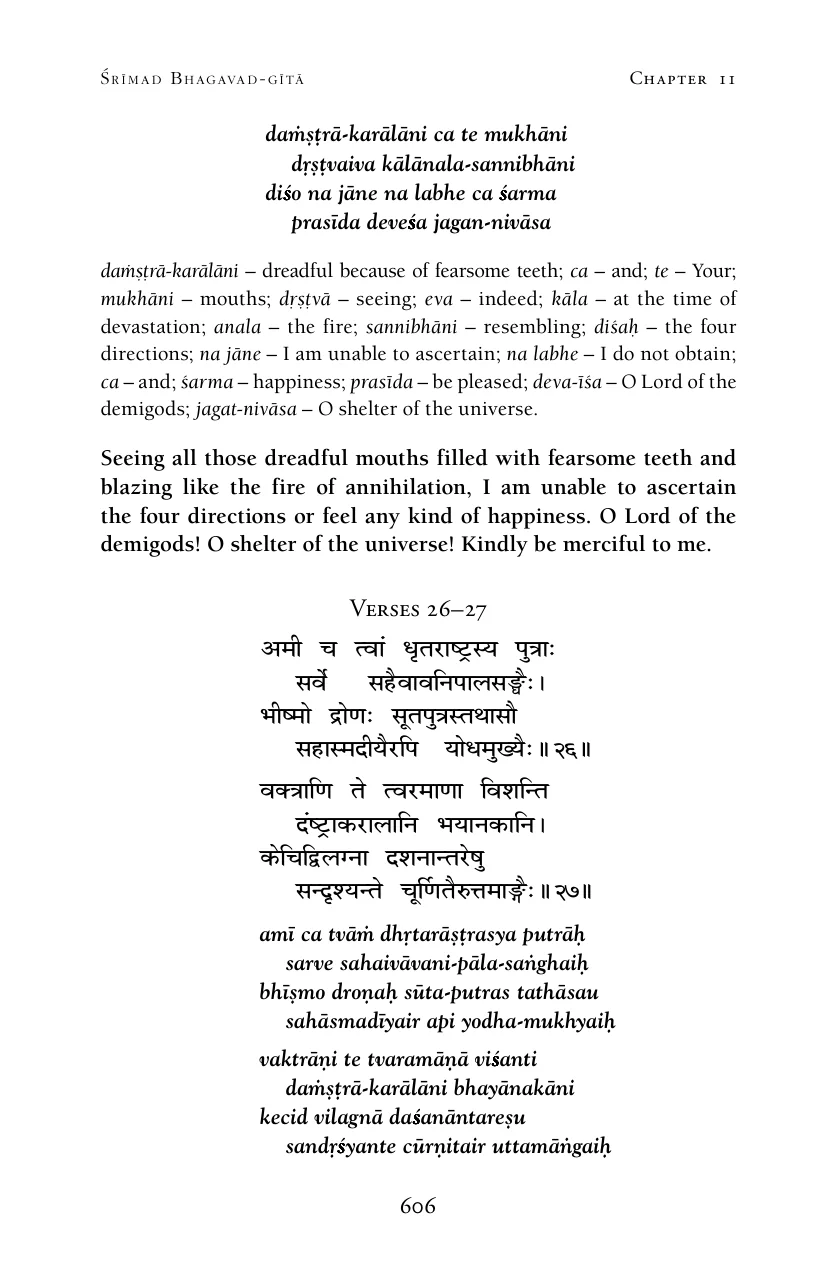 Śrīmad Bhagavad-gītā Chapter 11
daṁṣṭrā-karālāni ca te mukhāni
dṛṣṭvaiva kālānala-sannibhāni
diśo na jāne na labhe ca śarma
prasīda deveśa jagan-nivāsa
daṁṣṭrā-karālāni – dreadful because of fearsome teeth; ca – and; te – Your;
mukhāni – mouths; dṛṣṭvā – seeing; eva – indeed; kāla – at the time of
devastation; anala – the fire; sannibhāni – resembling; diśaḥ – the four
directions; na jāne – I am unable to ascertain; na labhe – I do not obtain;
ca – and; śarma – happiness; prasīda – be pleased; deva-īśa – O Lord of the
demigods; jagat-nivāsa – O shelter of the universe.
Seeing all those dreadful mouths filled with fearsome teeth and
blazing like the fire of annihilation, I am unable to ascertain
the four directions or feel any kind of happiness. O Lord of the
demigods! O shelter of the universe! Kindly be merciful to me.
Verses 26–27
अमी च त्वां धृतराष्ट्रस्य पुत्राः
सर्वे सहैवावनिपालसङ्घैः।
भीष्मो द्रोणः सूतपुत्रस्तथासौ
सहास्मदीयैरपि योधमुख्यैः॥२६॥
वक्त्राणि ते त्वरमाणा विशन्ति
दंष्ट्राकरालानि भयानकानि।
केचिद्विलग्ना दशनान्तरेषु
सन्दृश्यन्ते चूर्णितैरुत्तमाङ्गैः॥२७॥
amī ca tvāṁ dhṛtarāṣṭrasya putrāḥ
sarve sahaivāvani-pāla-saṅghaiḥ
bhīṣmo droṇaḥ sūta-putras tathāsau
sahāsmadīyair api yodha-mukhyaiḥ
vaktrāṇi te tvaramāṇā viśanti
daṁṣṭrā-karālāni bhayānakāni
kecid vilagnā daśanāntareṣu
sandṛśyante cūrṇitair uttamāṅgaiḥ
606